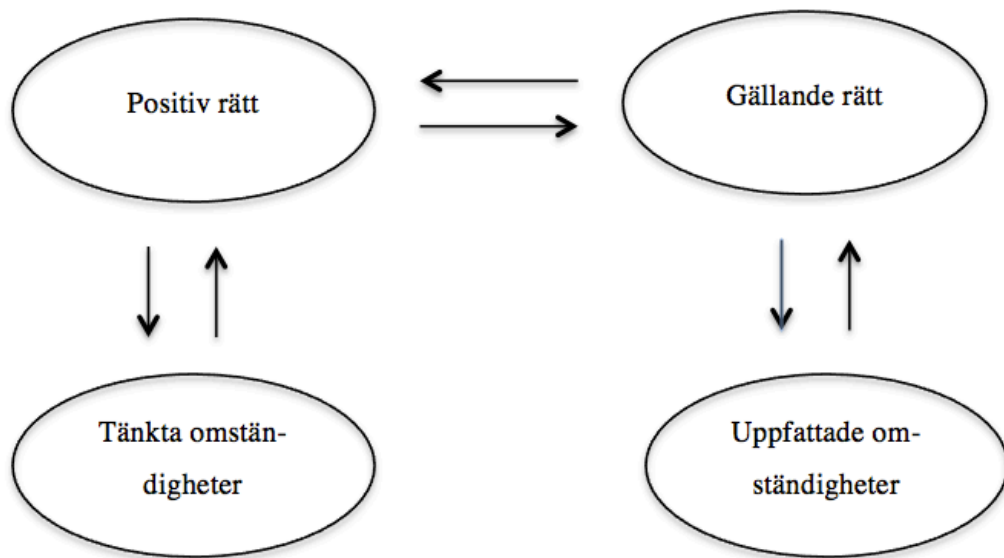 Positiv rätt
Gällande rätt
Tänkta omstän-
digheter
Uppfattade om-
ständigheter